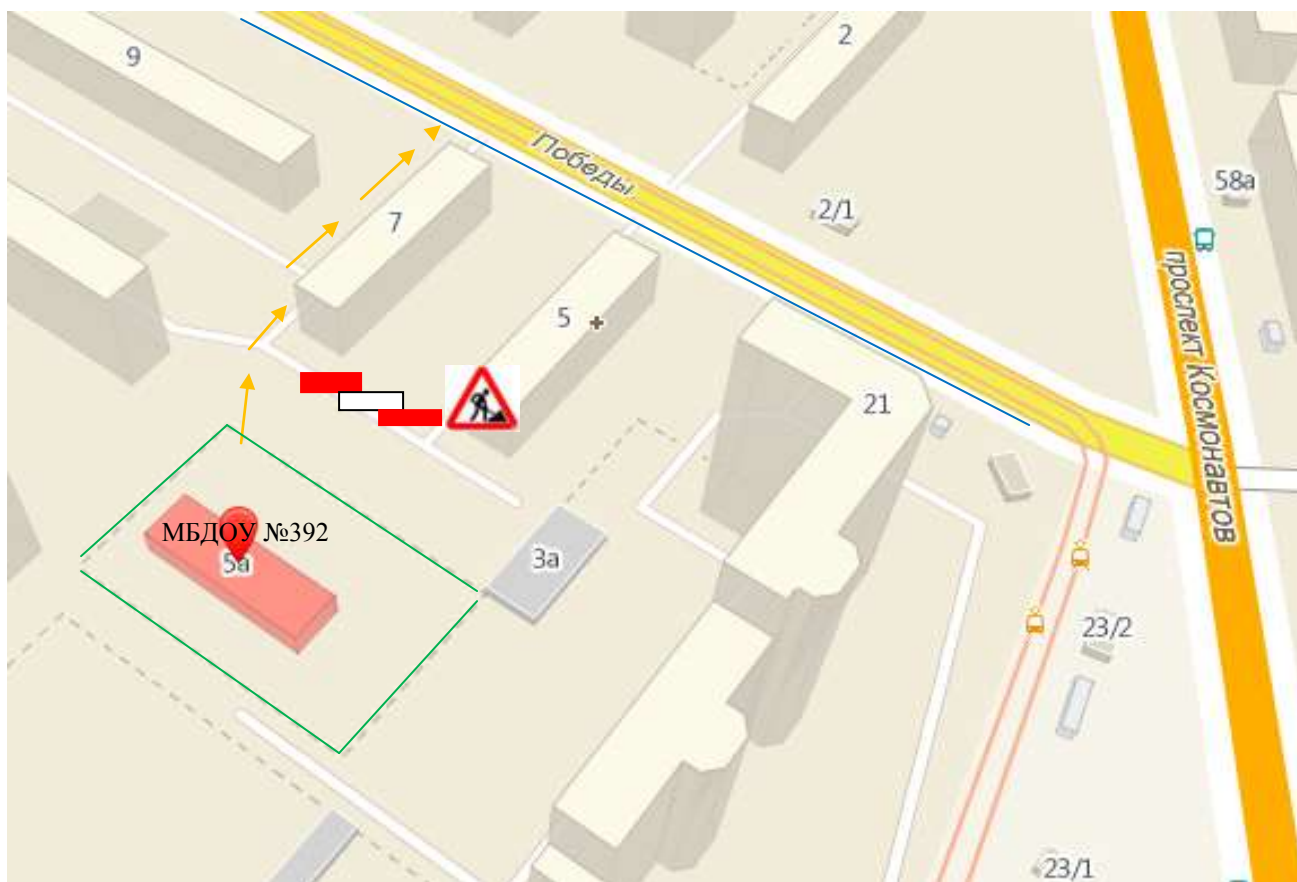 9
2
Победы
58а
2/1
7
проспект Космонавтов
5
21
МБДОУ №392
5а
3а
23/2
23/1